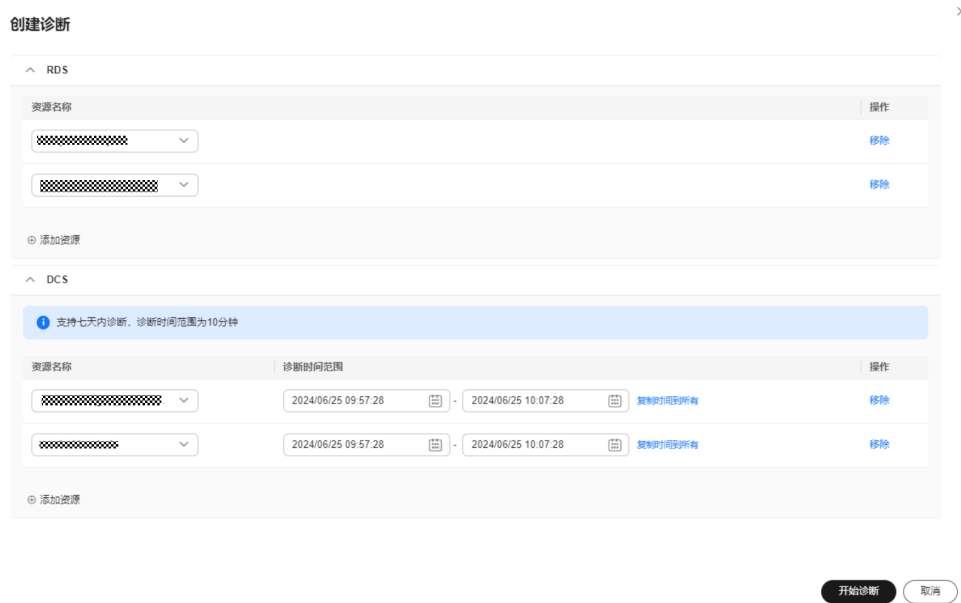 创建诊断
RDS
资源名称 操作
移除
移除
添加资源
DCS
支持七天内诊断，诊断时间范围为10分钟
资源名称 诊断时间范围 操作
2024/06/25 09:57:28 - 2024/06/25 10:07:28 复制时间到所有 移除
2024/06/25 09:57:28 - 2024/06/25 10:07:28 复制时间到所有 移除
添加资源
开始诊断 取消